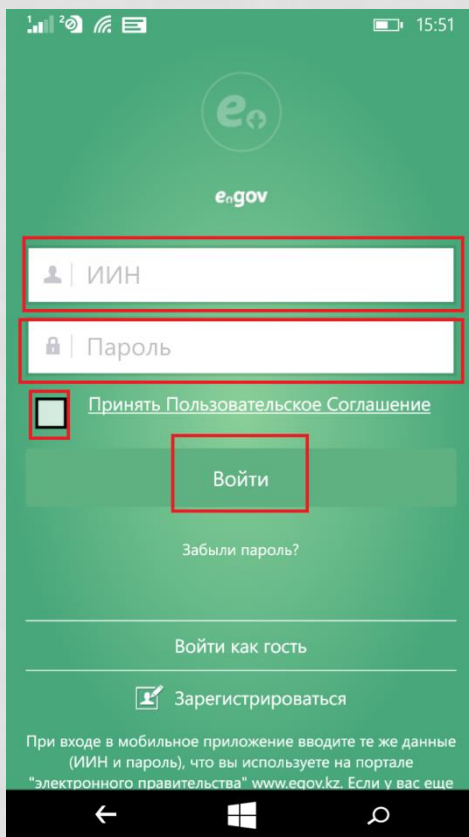 1 2 15:51
e
egov
ИИН
Пароль
Принять Пользовательское Соглашение
Войти
Забыли пароль?
Войти как гость
Зарегистрироваться
При входе в мобильное приложение вводите те же данные
(ИИН и пароль), что вы используете на портале
"электронного правительства" www.egov.kz. Если у вас еще